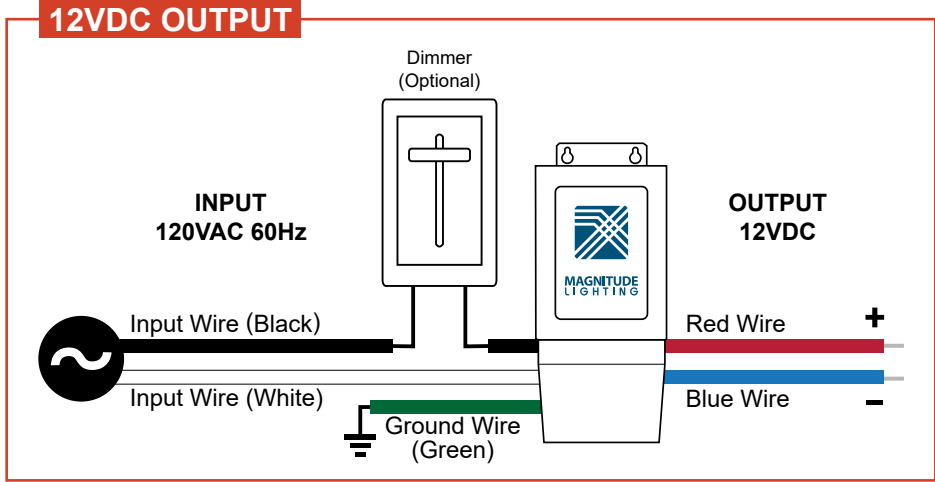 12VDC OUTPUT
Dimmer
(Optional)
INPUT
120VAC 60Hz
OUTPUT
12VDC
MAGNITUDE
LIGHTING
Input Wire (Black)
Red Wire
+
Input Wire (White)
Blue Wire
–
Ground Wire
(Green)